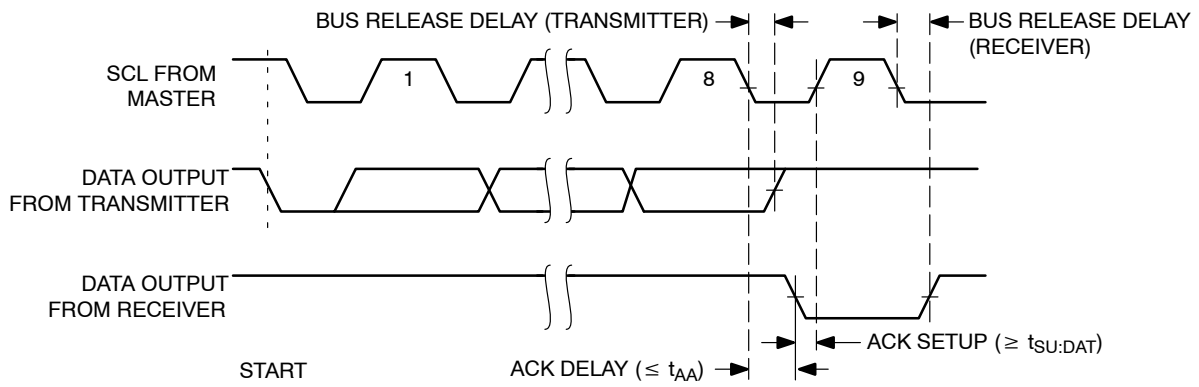 BUS RELEASE DELAY (TRANSMITTER)
BUS RELEASE DELAY
(RECEIVER)
SCL FROM
MASTER
1
8
9
DATA OUTPUT
FROM TRANSMITTER
DATA OUTPUT
FROM RECEIVER
START
ACK DELAY (≤ tAA)
ACK SETUP (≥ tSU:DAT)